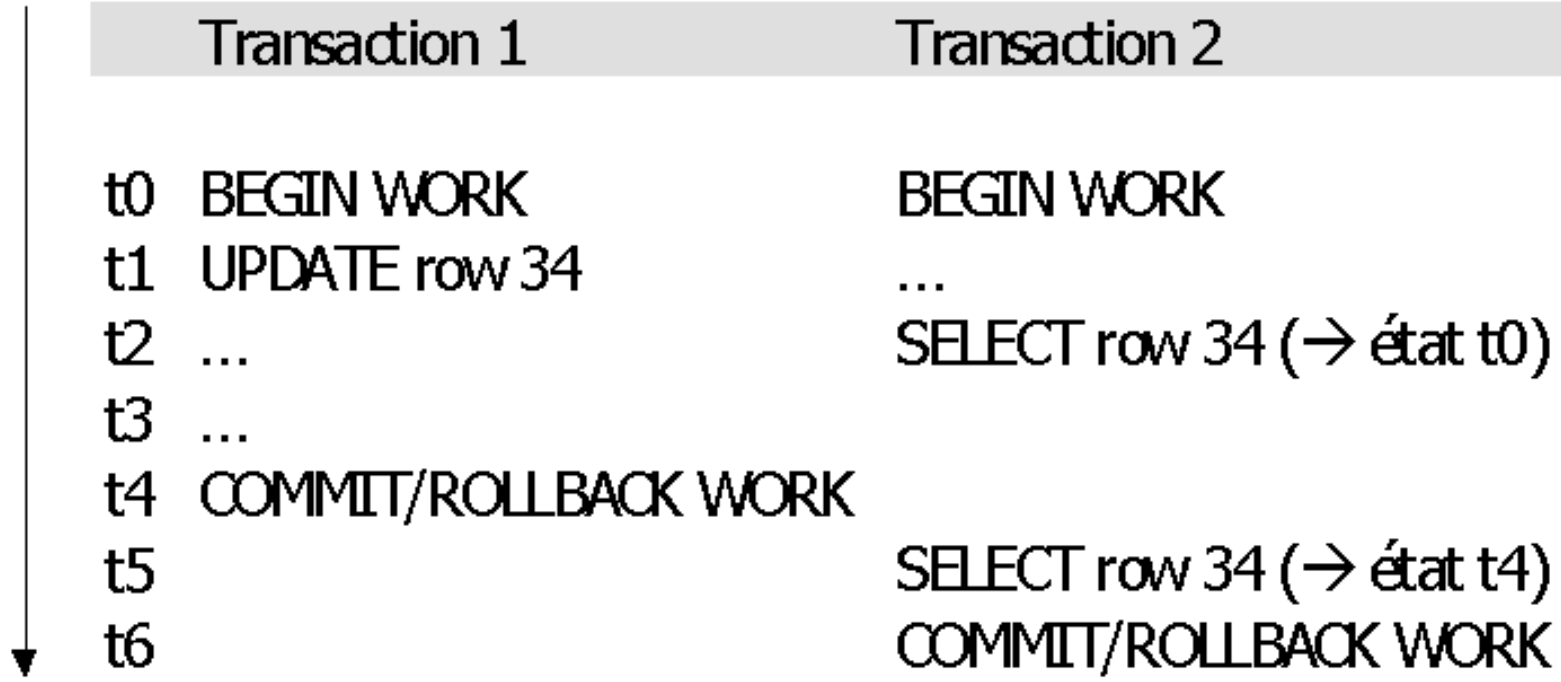 Transaction 1 Transaction 2
t0 BEGIN WORK BEGIN WORK
t1 UPDATE row 34 ...
t2 ... SELECT row 34 (→ état t0)
t3 ...
t4 COMMIT/ROLLBACK WORK
t5 SELECT row 34 (→ état t4)
t6 COMMIT/ROLLBACK WORK